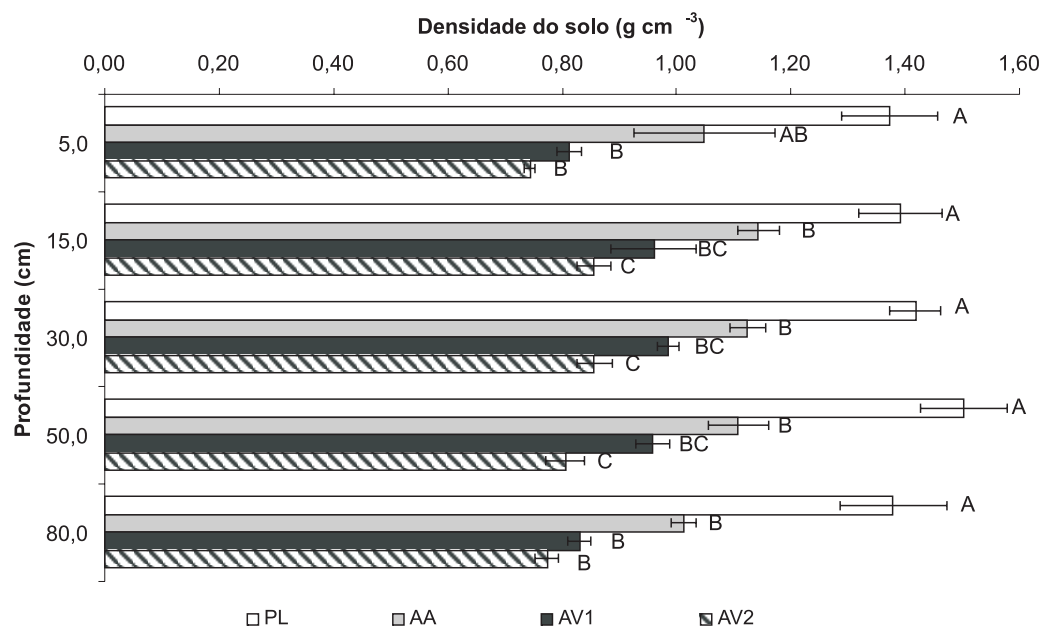 Densidade do solo (g cm -3)
0,00 0,20 0,40 0,60 0,80 1,00 1,20 1,40 1,60
Profundidade (cm)
5,0
A
AB
B
B
15,0
A
B
BC
C
30,0
A
B
BC
C
50,0
A
B
BC
C
80,0
A
B
B
B
PL AA AV1 AV2